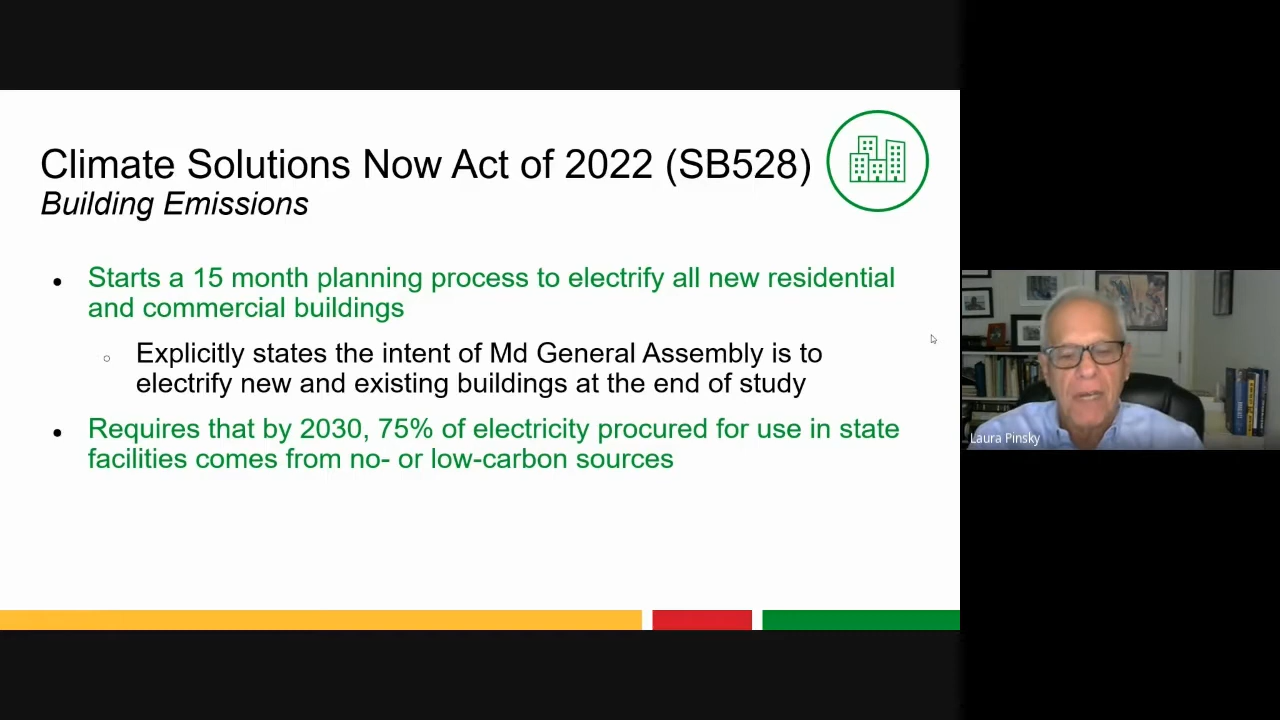 Climate Solutions Now Act of 2022 (SB528)
Building Emissions
Starts a 15 month planning process to electrify all new residential
and commercial buildings
Explicitly states the intent of Md General Assembly is to
electrify new and existing buildings at the end of study
Requires that by 2030, 75% of electricity procured for use in state
facilities comes from no- or low-carbon sources
Laura Pinsky